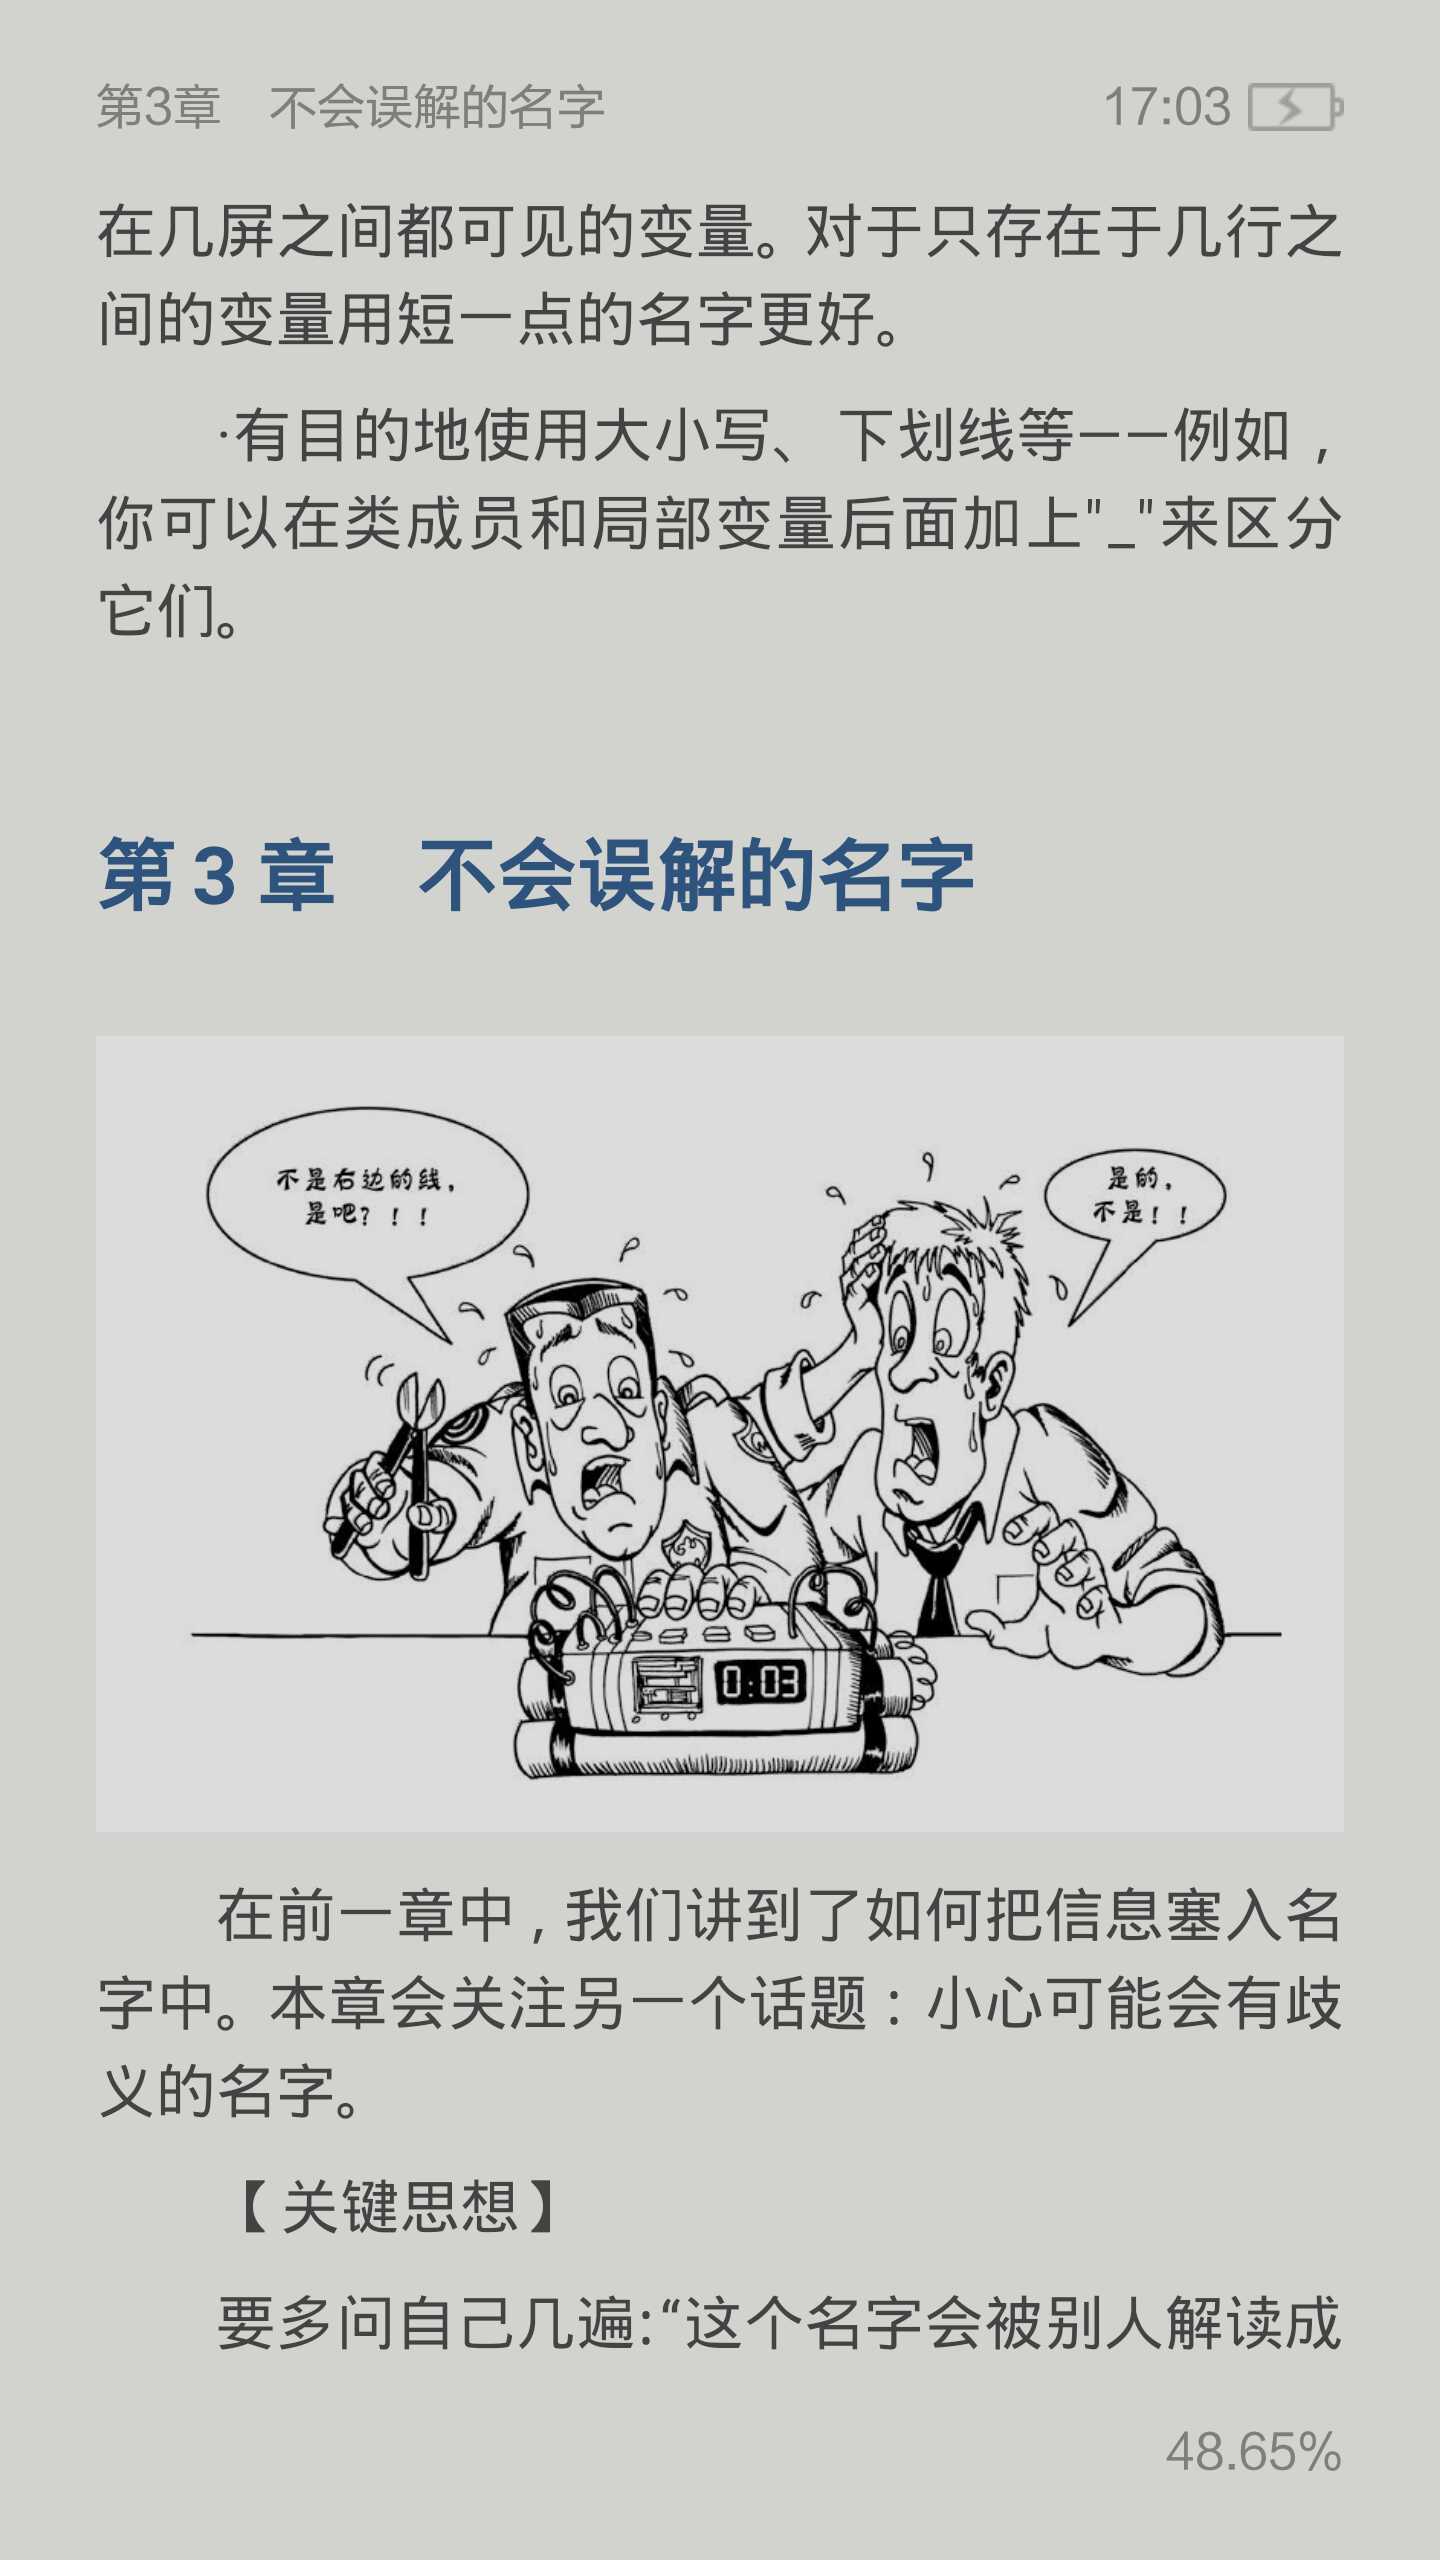 第3章　不会误解的名字
17:03
在几屏之间都可见的变量。对于只存在于几行之
间的变量用短一点的名字更好。
·有目的地使用大小写、下划线等——例如，
你可以在类成员和局部变量后面加上"_"来区分
它们。
第 3 章　不会误解的名字
不是右边的线，
是吧？！！
是的，
不是！！
0:03
在前一章中，我们讲到了如何把信息塞入名
字中。本章会关注另一个话题：小心可能会有歧
义的名字。
【关键思想】
要多问自己几遍：“这个名字会被别人解读成
48.65%